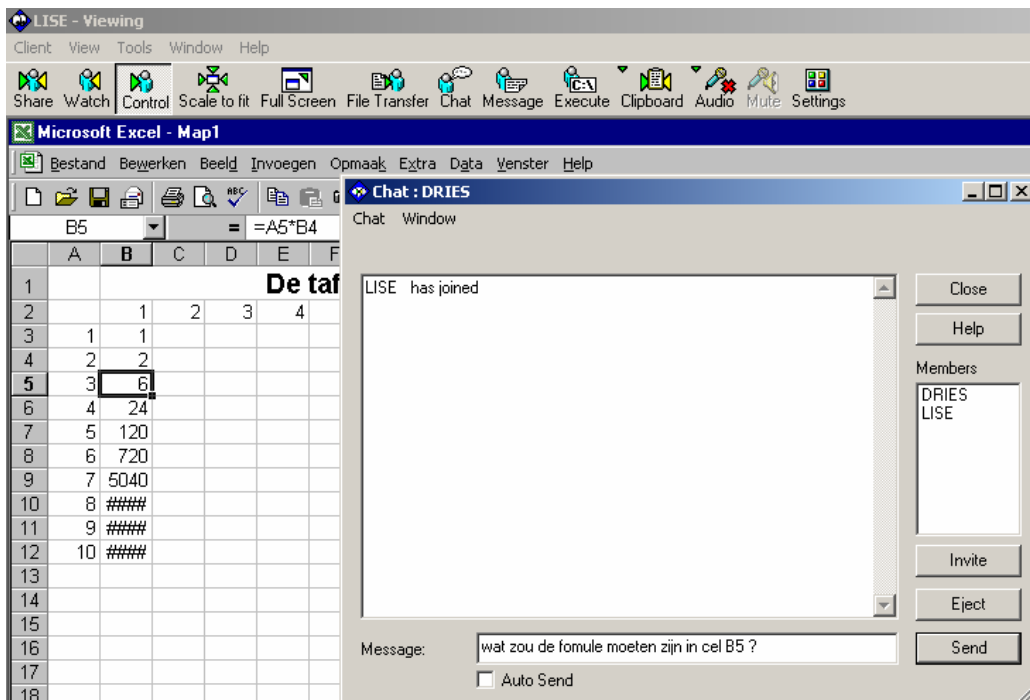 LISE - Viewing
Client View Tools Window Help
Share Watch Control Scale to fit Full Screen File Transfer Chat Message Execute Clipboard Audio Mute Settings
Microsoft Excel - Map1
Bestand Bewerken Beeld Invoegen Opmaak Extra Data Venster Help
B5 = =A5*B4
A B C D E F
1 De taf
2 1 2 3 4
3 1 1
4 2 2
5 3 6
6 4 24
7 5 120
8 6 720
9 7 5040
10 8 ####
11 9 ####
12 10 ####
13
14
15
16
17
18
Chat : DRIES
Chat Window
LISE has joined
Close
Help
Members
DRIES
LISE
Invite
Eject
Message: wat zou de fomule moeten zijn in cel B5 ? Send
Auto Send